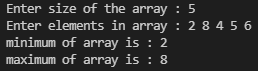 Enter size of the array : 5
Enter elements in array : 2 8 4 5 6
minimum of array is : 2
maximum of array is : 8